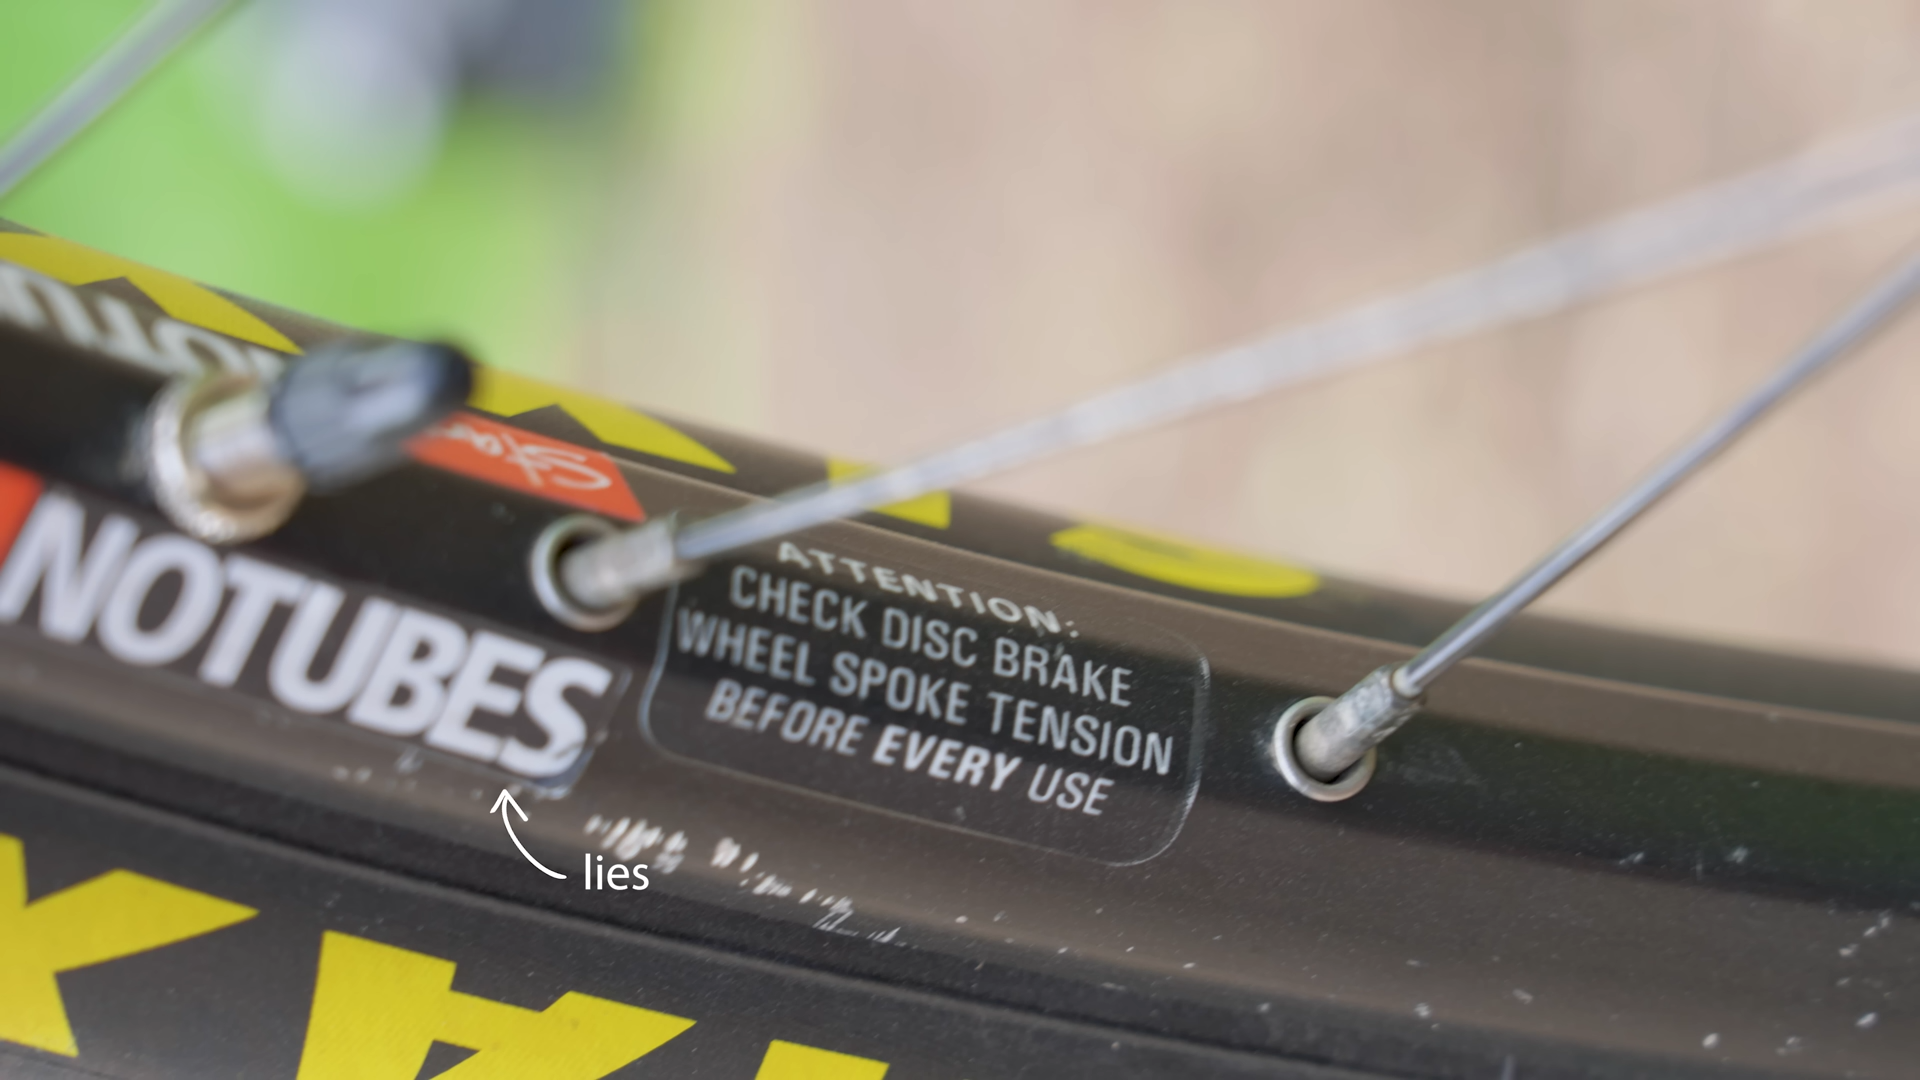 NOTUBES
ATTENTION:
CHECK DISC BRAKE
WHEEL SPOKE TENSION
BEFORE EVERY USE
lies